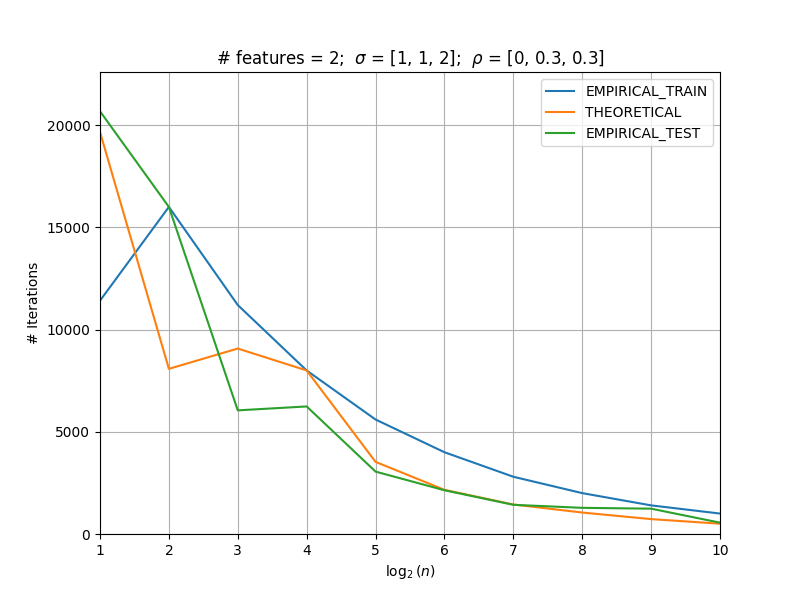 # features = 2; σ = [1, 1, 2]; ρ = [0, 0.3, 0.3]
EMPIRICAL_TRAIN
THEORETICAL
EMPIRICAL_TEST
20000
15000
10000
5000
0
# Iterations
1 2 3 4 5 6 7 8 9 10
log₂(n)